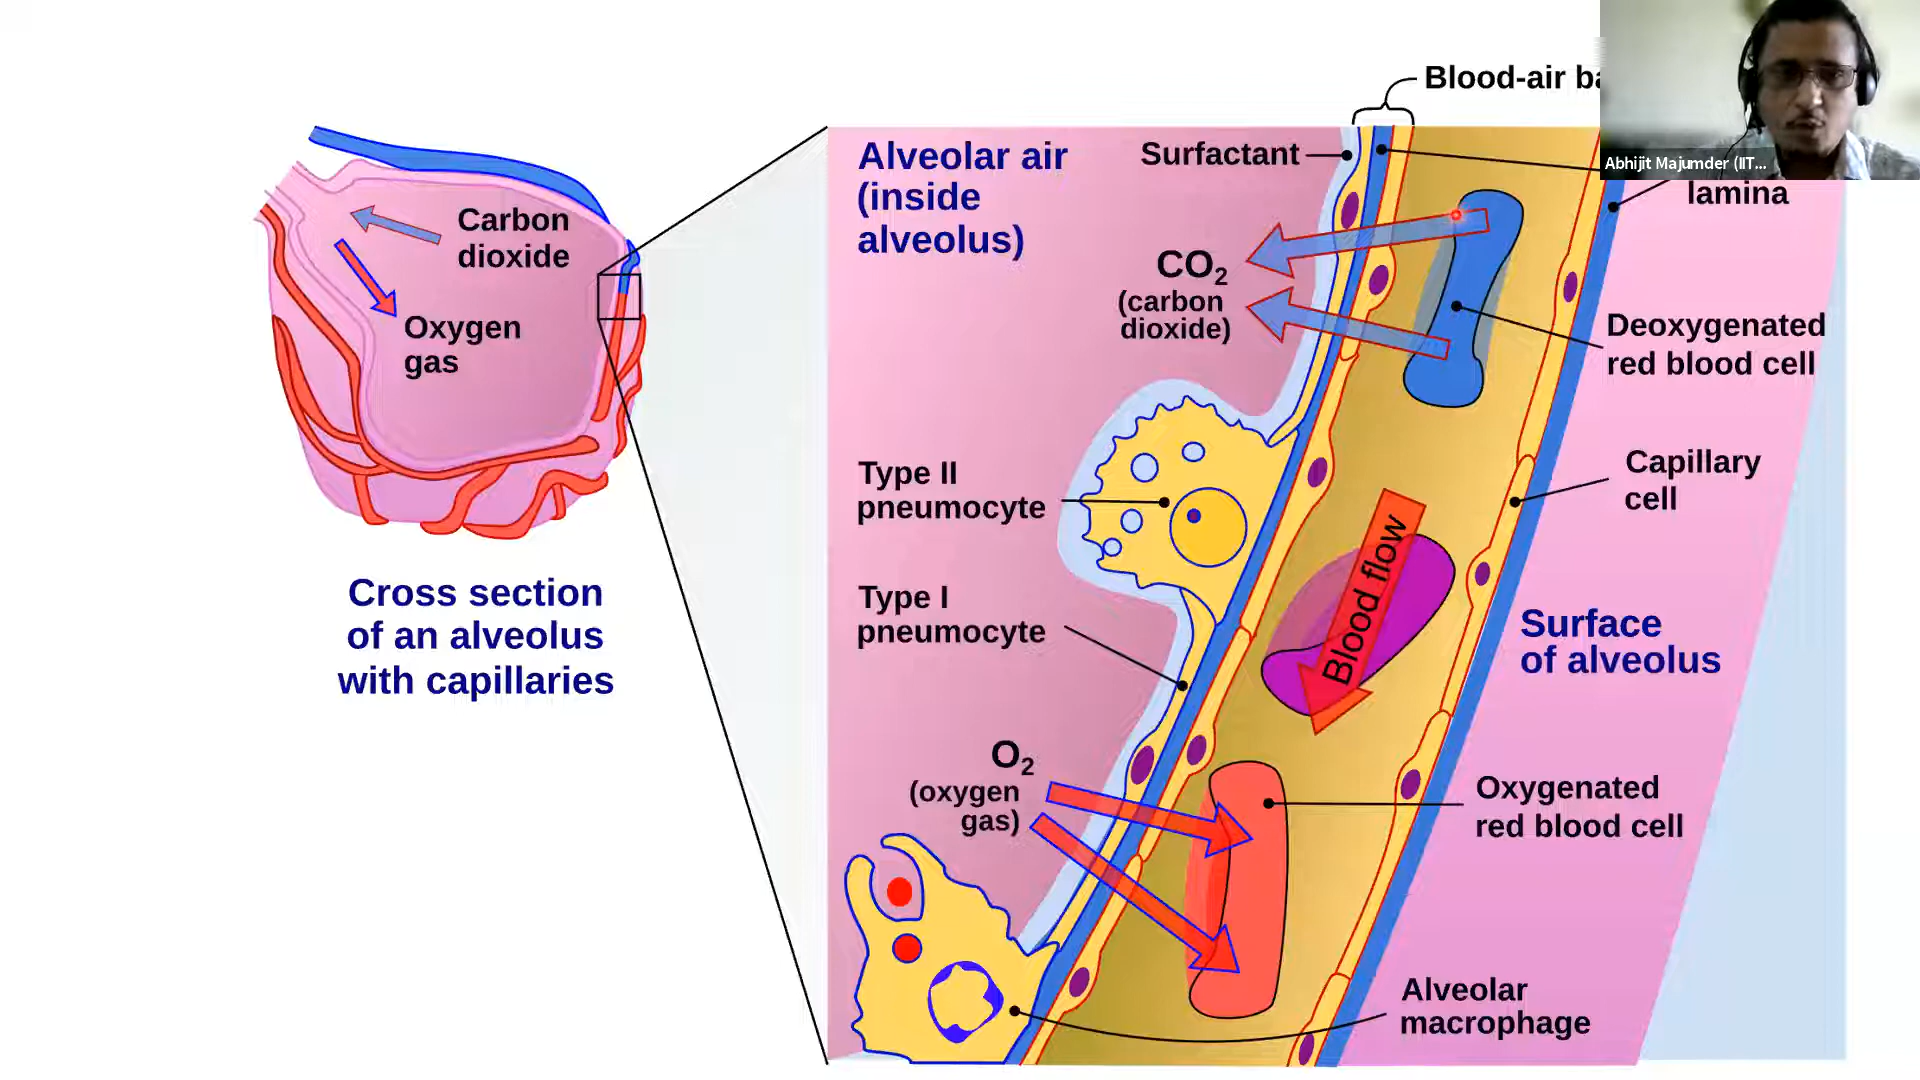 Blood-air
Abhijit Majumder (IIT...
lamina
Alveolar air
(inside
alveolus)
Surfactant
Carbon
dioxide
Oxygen
gas
CO2
(carbon
dioxide)
Deoxygenated
red blood cell
Type II
pneumocyte
Capillary
cell
Blood flow
Type I
pneumocyte
Surface
of alveolus
Cross section
of an alveolus
with capillaries
O2
(oxygen
gas)
Oxygenated
red blood cell
Alveolar
macrophage